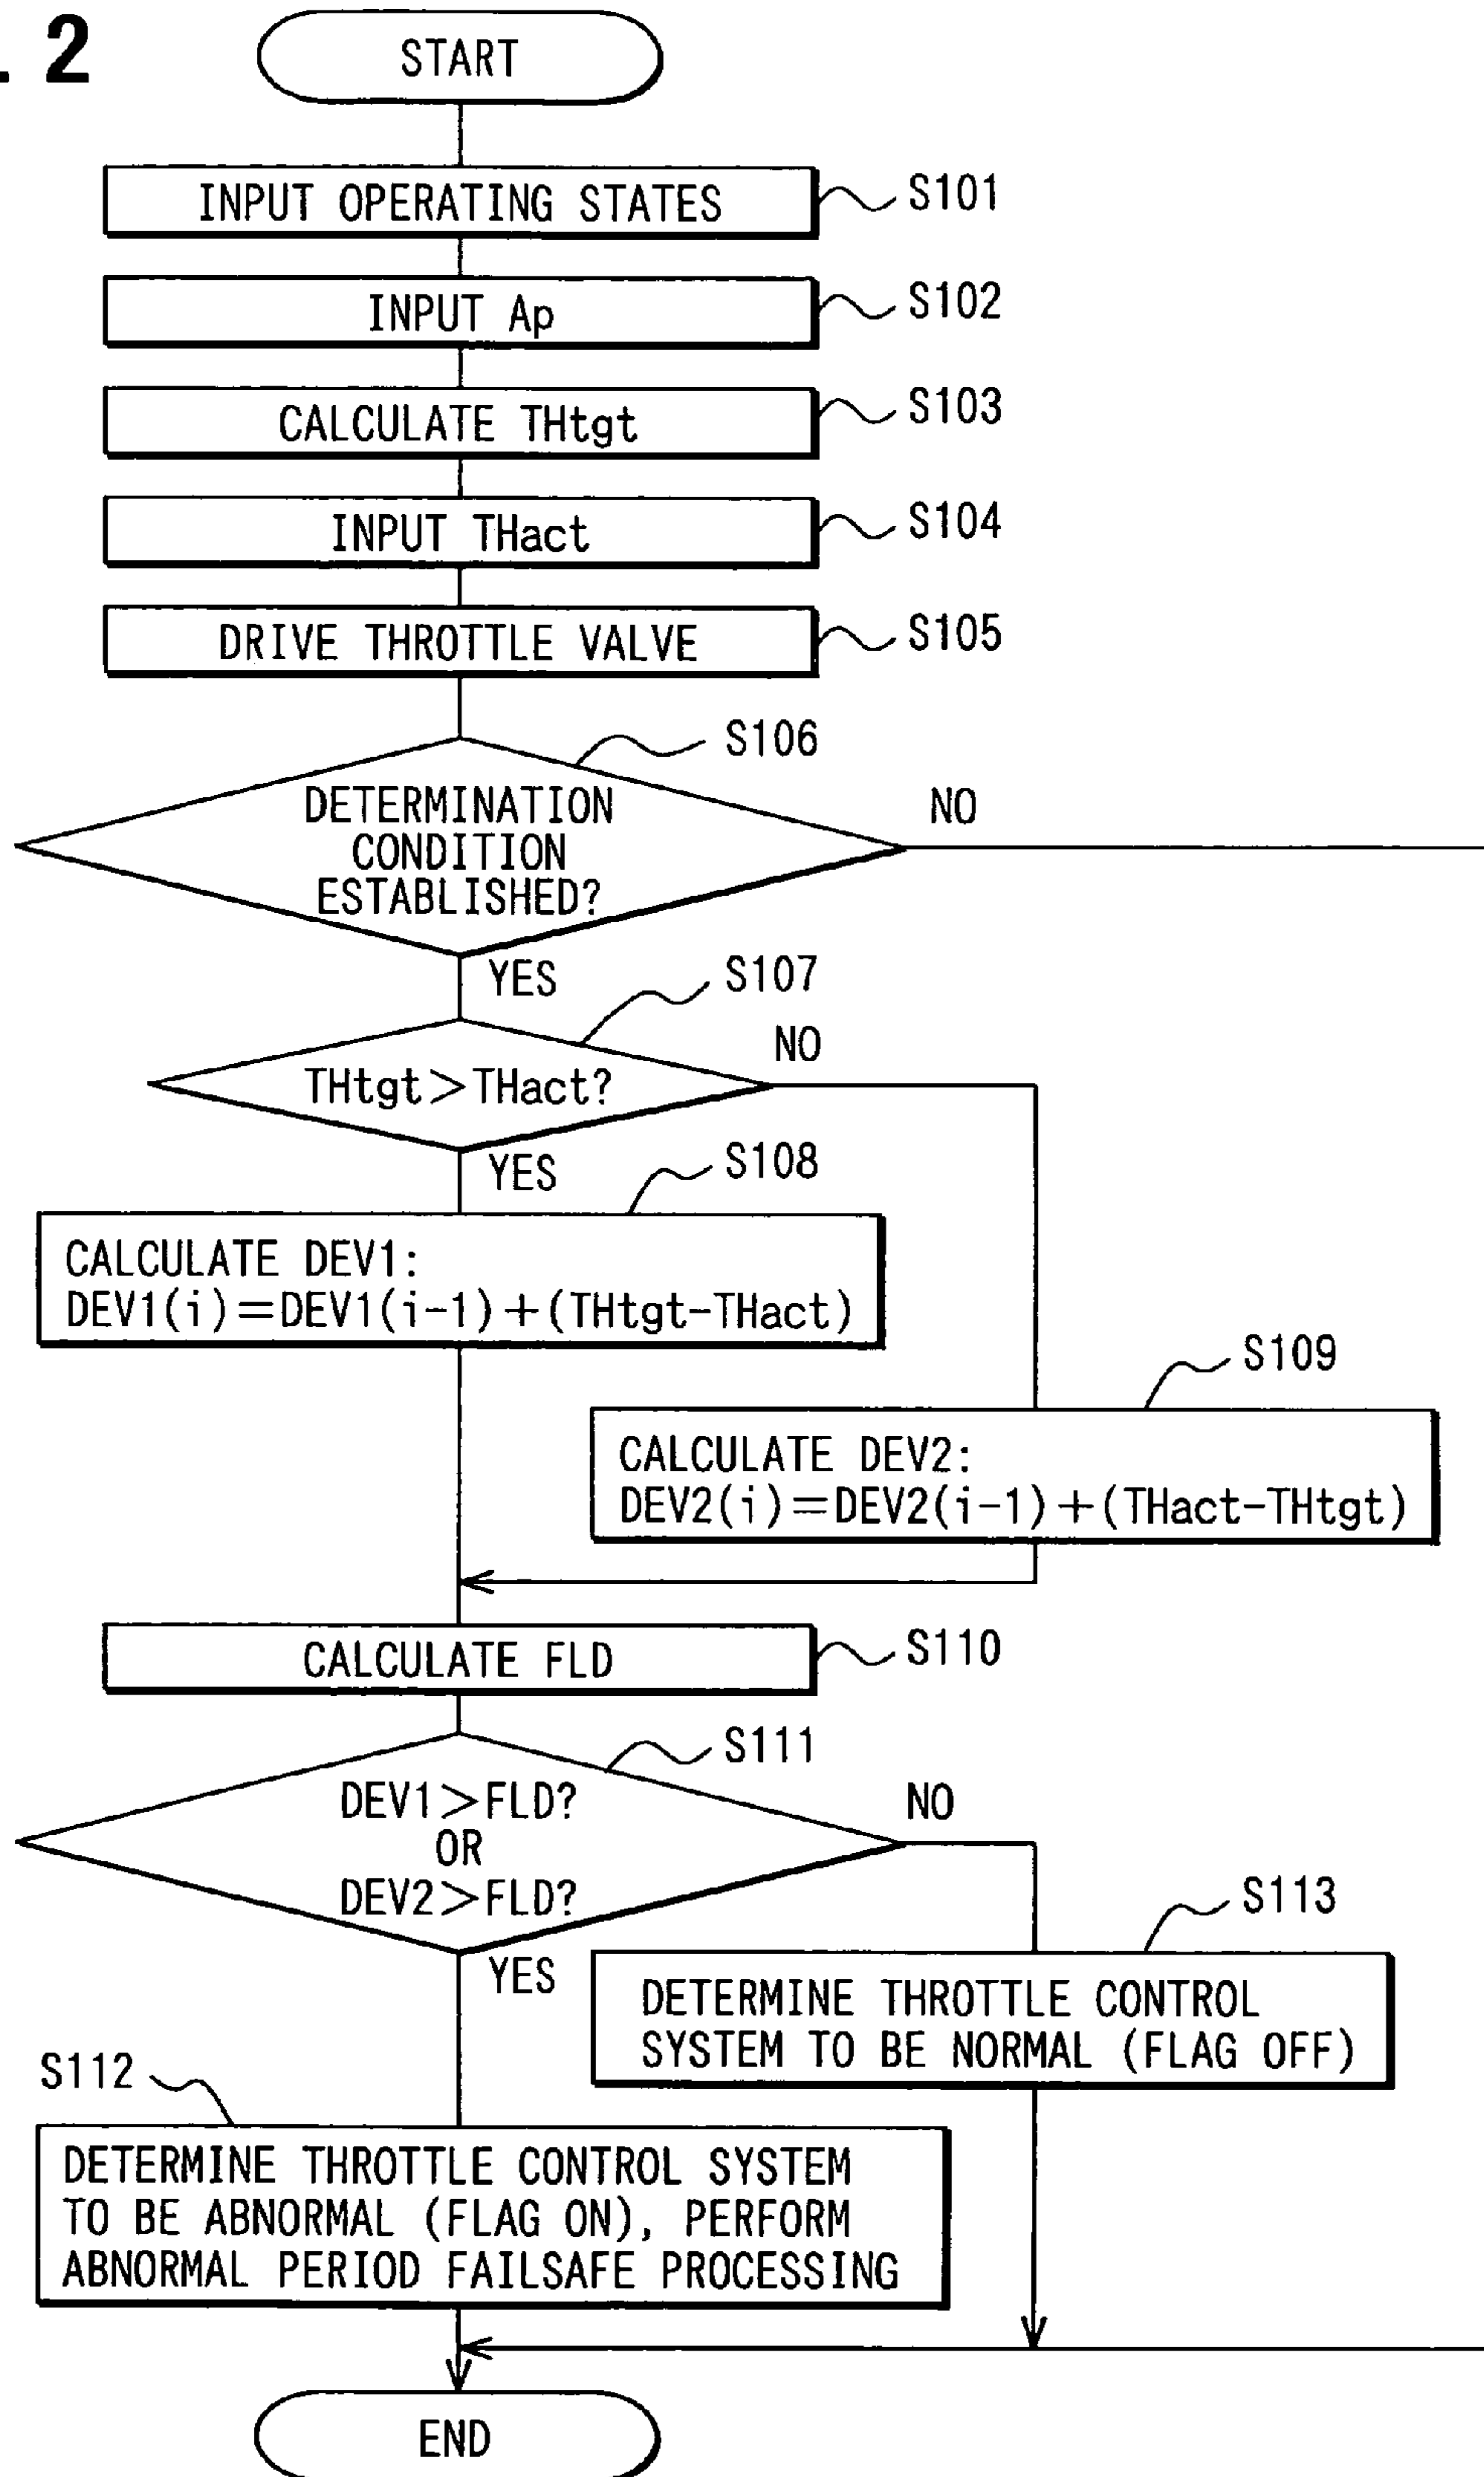 . 2
START
INPUT OPERATING STATES
S101
INPUT Ap
S102
CALCULATE THtgt
S103
INPUT THact
S104
DRIVE THROTTLE VALVE
S105
S106
DETERMINATION
CONDITION
ESTABLISHED?
NO
YES
S107
THtgt>THact?
NO
YES
S108
CALCULATE DEV1:
DEV1(i)=DEV1(i-1)+(THtgt-THact)
S109
CALCULATE DEV2:
DEV2(i)=DEV2(i-1)+(THact-THtgt)
CALCULATE FLD
S110
S111
DEV1>FLD?
OR
DEV2>FLD?
NO
YES
S113
DETERMINE THROTTLE CONTROL
SYSTEM TO BE NORMAL (FLAG OFF)
S112
DETERMINE THROTTLE CONTROL SYSTEM
TO BE ABNORMAL (FLAG ON), PERFORM
ABNORMAL PERIOD FAILSAFE PROCESSING
END